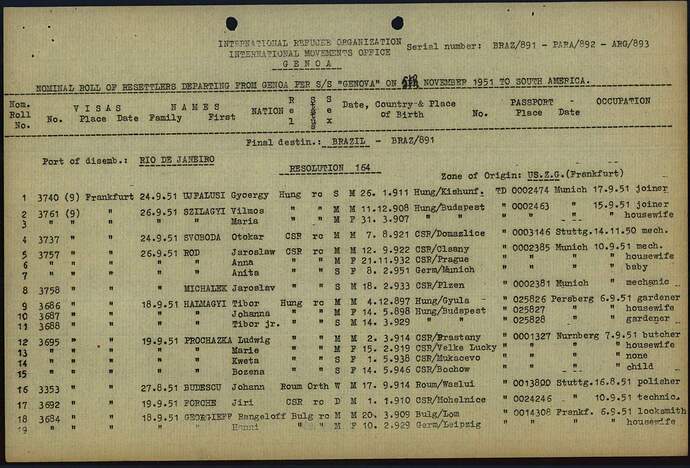 INTERNATIONAL REFUGEE ORGANIZATION
INTERNATIONAL MOVEMENTS OFFICE
Serial number: BRAZ/891 - PARA/892 - ARG/893
G E N O A
NOMINAL ROLL OF RESETTLERS DEPARTING FROM GENOA PER S/S "GENOVA" ON NOVEMBER 1951 TO SOUTH AMERICA.
Nom. Roll No. V I S A S No. Place Date N A M E S Family First NATION Rel Status Sex Date, Country & Place of Birth No. PASSPORT Place Date OCCUPATION
Final destin.: BRAZIL - BRAZ/891
Port of disemb.: RIO DE JANEIRO
RESOLUTION 164
Zone of Origin: US.Z.G.(Frankfurt)
1 3740 (9) Frankfurt 24.9.51 UJFALUSI Gyoergy Hung rc S M 26. 1.911 Hung/Kishunf. TD 0002474 Munich 17.9.51 joiner
2 3761 (9) " 26.9.51 SZILAGYI Vilmos " " M M 11.12.908 Hung/Budapest " 0002463 " 15.9.51 joiner
3 " " " " Maria " " M F 31. 3.907 " " " " -"- housewife
4 3737 " 24.9.51 SVOBODA Otokar CSR rc S M 7. 8.921 CSR/Domazlice " 0003146 Stuttg.14.11.50 mech.
5 3757 " 26.9.51 ROD Jaroslaw CSR rc M M 12. 9.922 CSR/Olsany " 0002385 Munich 10.9.51 mech.
6 " " " " Anna " " M F 21.11.932 CSR/Prague " " -"- housewife
7 " " " " Anita " " S F 8. 2.951 Germ/Munich " " -"- baby
8 3758 " " MICHALEK Jaroslav " " S M 18. 2.933 CSR/Plzen " 0002381 Munich " mechanic
9 3686 " 18.9.51 HALMAGYI Tibor Hung rc M M 4.12.897 Hung/Gyula " 025826 Persberg 6.9.51 gardener
10 3687 " " " Johanna " " M F 14. 5.898 Hung/Budapest " 025827 " " housewife
11 3688 " " " Tibor jr. " " S M 14. 3.929 " " " 025828 " " gardener
12 3695 " 19.9.51 PROCHAZKA Ludwig " " M M 2. 3.914 CSR/Frastany " 0001327 Nurnberg 7.9.51 butcher
13 " " " " Marie " " M F 15. 2.919 CSR/Velke Lucky " " " " housewife
14 " " " " Kweta " " S F 1. 5.938 CSR/Mukacevo " " " " none
15 " " " " Bozena " " S F 14. 5.946 CSR/Bochow " " " " child
16 3353 " 27.8.51 BUDESCU Johann Roum Orth W M 17. 9.914 Roum/Waslui " 0013800 Stuttg.16.8.51 polisher
17 3692 " 19.9.51 PORCHE Jiri CSR rc D M 1. 1.910 CSR/Mohelnice " 0024246 " 10.9.51 technic.
18 3684 " 18.9.51 GEORGIEFF Rangeloff Bulg rc M M 20. 3.909 Bulg/Lom " 0014308 Frankf. 6.9.51 locksmith
19 " " " " Hanni " " M F 10. 2.929 Germ/Leipzig " " " " housewife